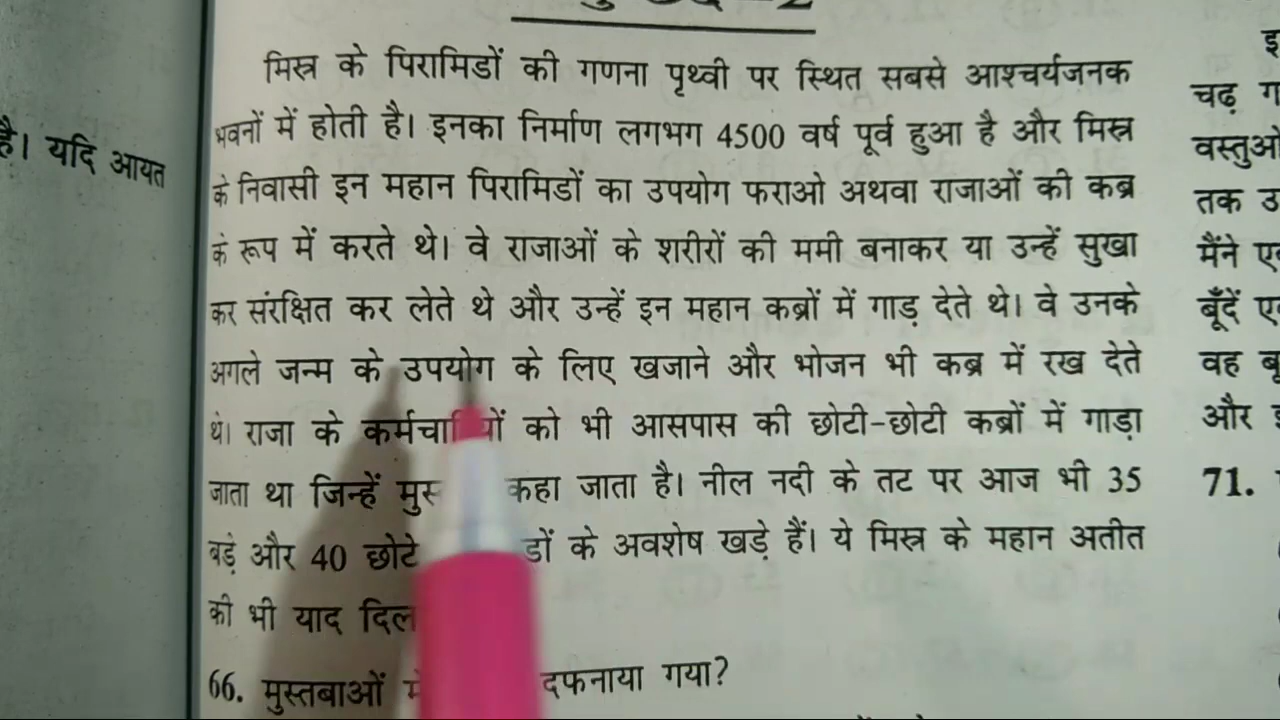 है। यदि आयत
मिस्र के पिरामिडों की गणना पृथ्वी पर स्थित सबसे आश्चर्यजनक
भवनों में होती है। इनका निर्माण लगभग 4500 वर्ष पूर्व हुआ है और मिस्र
के निवासी इन महान पिरामिडों का उपयोग फराओ अथवा राजाओं की कब्र
के रूप में करते थे। वे राजाओं के शरीरों की ममी बनाकर या उन्हें सुखा
कर संरक्षित कर लेते थे और उन्हें इन महान कब्रों में गाड़ देते थे। वे उनके
अगले जन्म के उपयोग के लिए खजाने और भोजन भी कब्र में रख देते
थे। राजा के को भी आसपास की छोटी-छोटी कब्रों में गाड़ा
जाता था जिन्हें कहा जाता है। नील नदी के तट पर आज भी 35
बड़े और 40 छोटे के अवशेष खड़े हैं। ये मिस्र के महान अतीत
की भी याद
66. मुस्तबाओं दफनाया गया?
चढ़
तक
मैंने
बूँदें
वह
और
71.